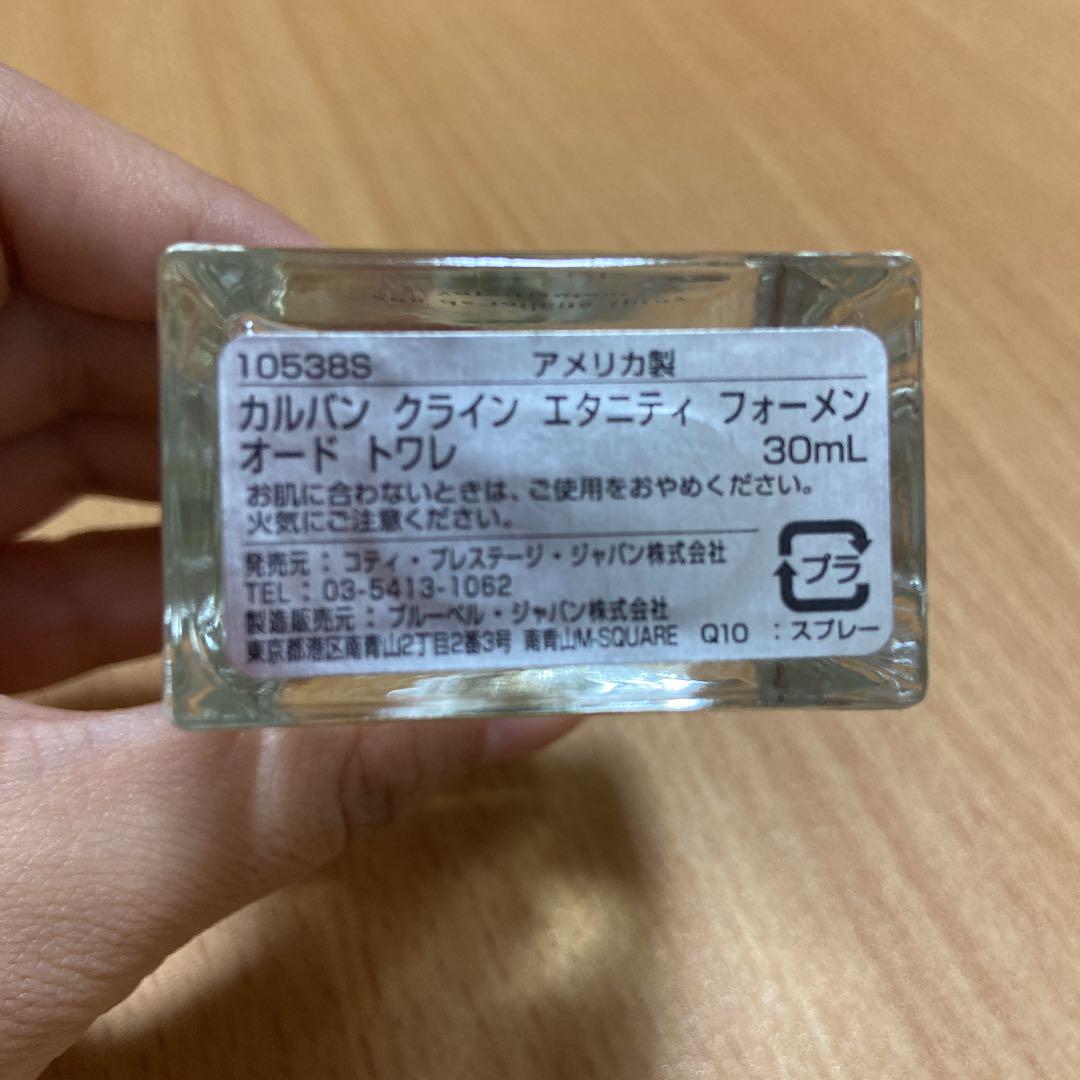 10538S アメリカ製
カルバン クライン エタニティ フォーメン
オード トワレ 30mL
お肌に合わないときは、ご使用をおやめください。
火気にご注意ください。
発売元：コティ・プレステージ・ジャパン株式会社
TEL：03-5413-1062
製造販売元：ブルーベル・ジャパン株式会社
東京都港区南青山2丁目2番3号 南青山M-SQUARE Q10 ：スプレー
プラ